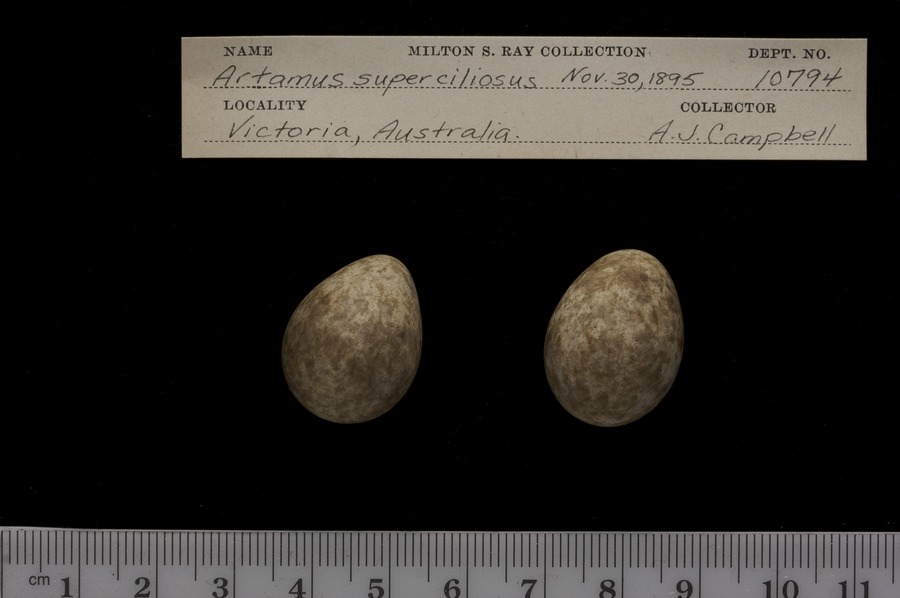 NAME MILTON S. RAY COLLECTION DEPT. NO.
Artamus superciliosus Nov. 30, 1895 10794
LOCALITY COLLECTOR
Victoria, Australia. A.J. Campbell
cm 1 2 3 4 5 6 7 8 9 10 11